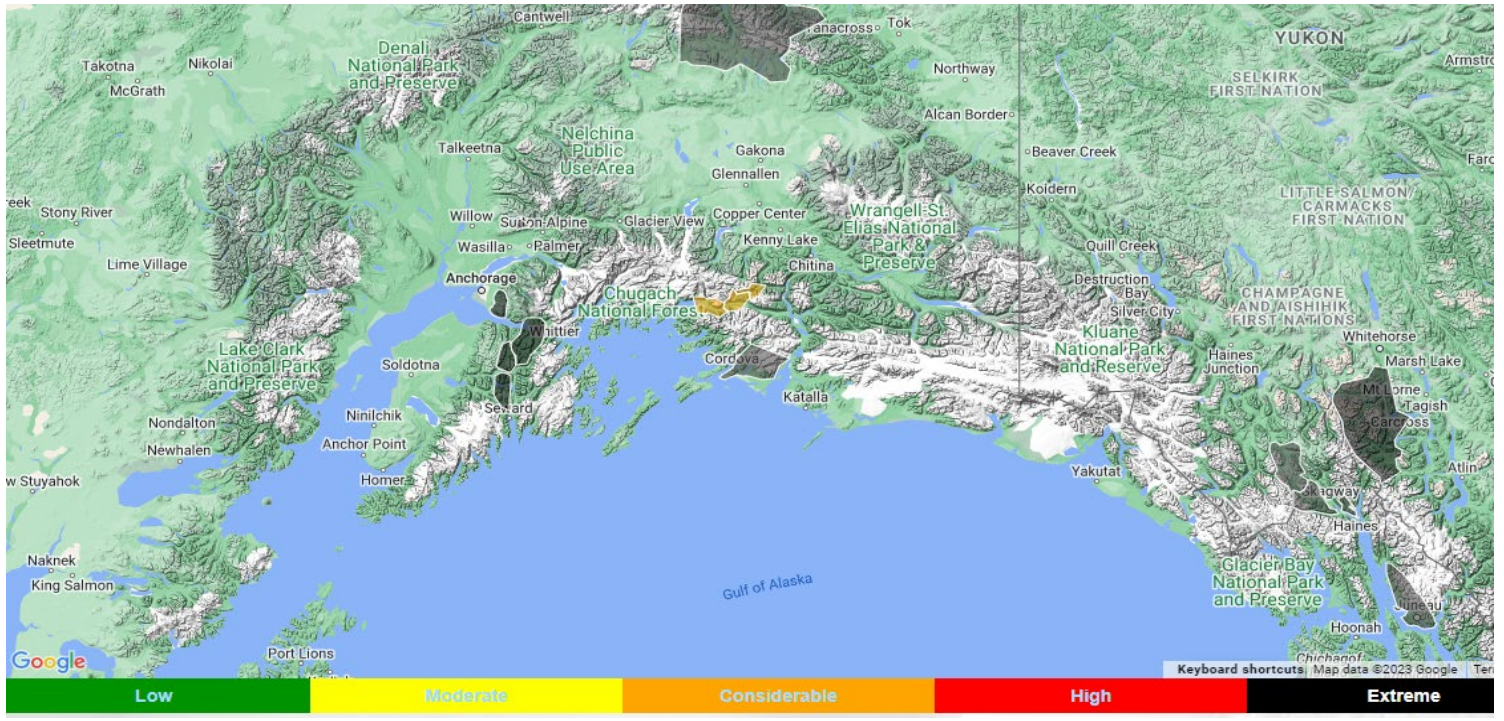 Cantwell
Tok
YUKON
Denali
National Park
and Preserve
Takotna
Nikolai
McGrath
Northway
SELKIRK
FIRST NATION
Alcan Border
Nelchina
Public
Use Area
Talkeetna
Gakona
Glennallen
Beaver Creek
Koidern
LITTLE SALMON/
CARMACKS
FIRST NATION
Stony River
Sleetmute
Willow
Sutton-Alpine
Glacier View
Copper Center
Wrangell-St.
Elias National
Park &
Preserve
Wasilla
Palmer
Kenny Lake
Chitina
Quill Creek
Lime Village
Anchorage
Destruction
Bay
Silver City
Chugach
National Forest
CHAMPAGNE
AND AISHIHIK
FIRST NATIONS
Whittier
Kluane
National Park
and Reserve
Whitehorse
Lake Clark
National Park
and Preserve
Soldotna
Cordova
Haines
Junction
Marsh Lake
Mt Lorne
Tagish
Carcross
Katalla
Seward
Ninilchik
Nondalton
Anchor Point
Newhalen
Homer
Yakutat
Atlin
Skagway
Haines
Naknek
King Salmon
Gulf of Alaska
Glacier Bay
National Park
and Preserve
Juneau
Hoonah
Port Lions
Chichagof
Google
Keyboard shortcuts
Map data ©2023 Google
Low
Moderate
Considerable
High
Extreme